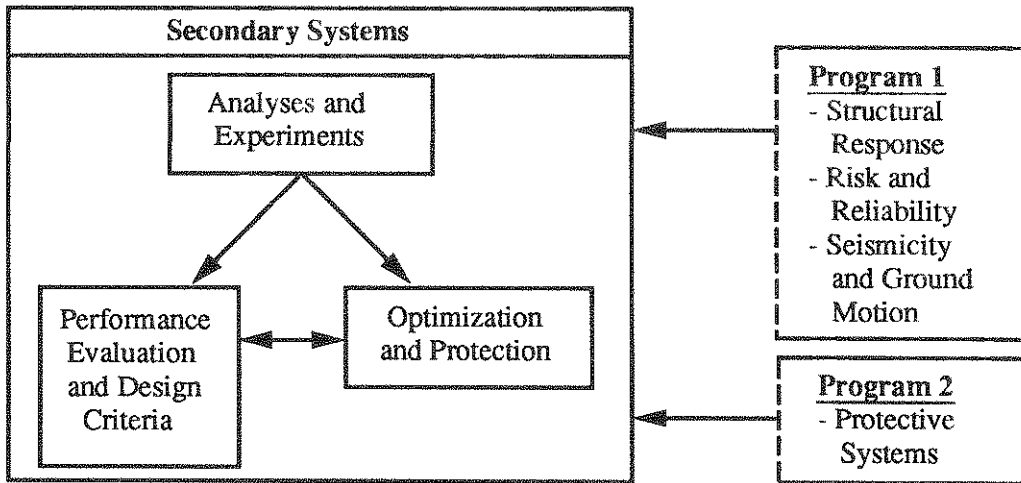 Secondary Systems
Analyses and
Experiments
Performance
Evaluation
and Design
Criteria
Optimization
and Protection
Program 1
- Structural
Response
- Risk and
Reliability
- Seismicity
and Ground
Motion
Program 2
- Protective
Systems